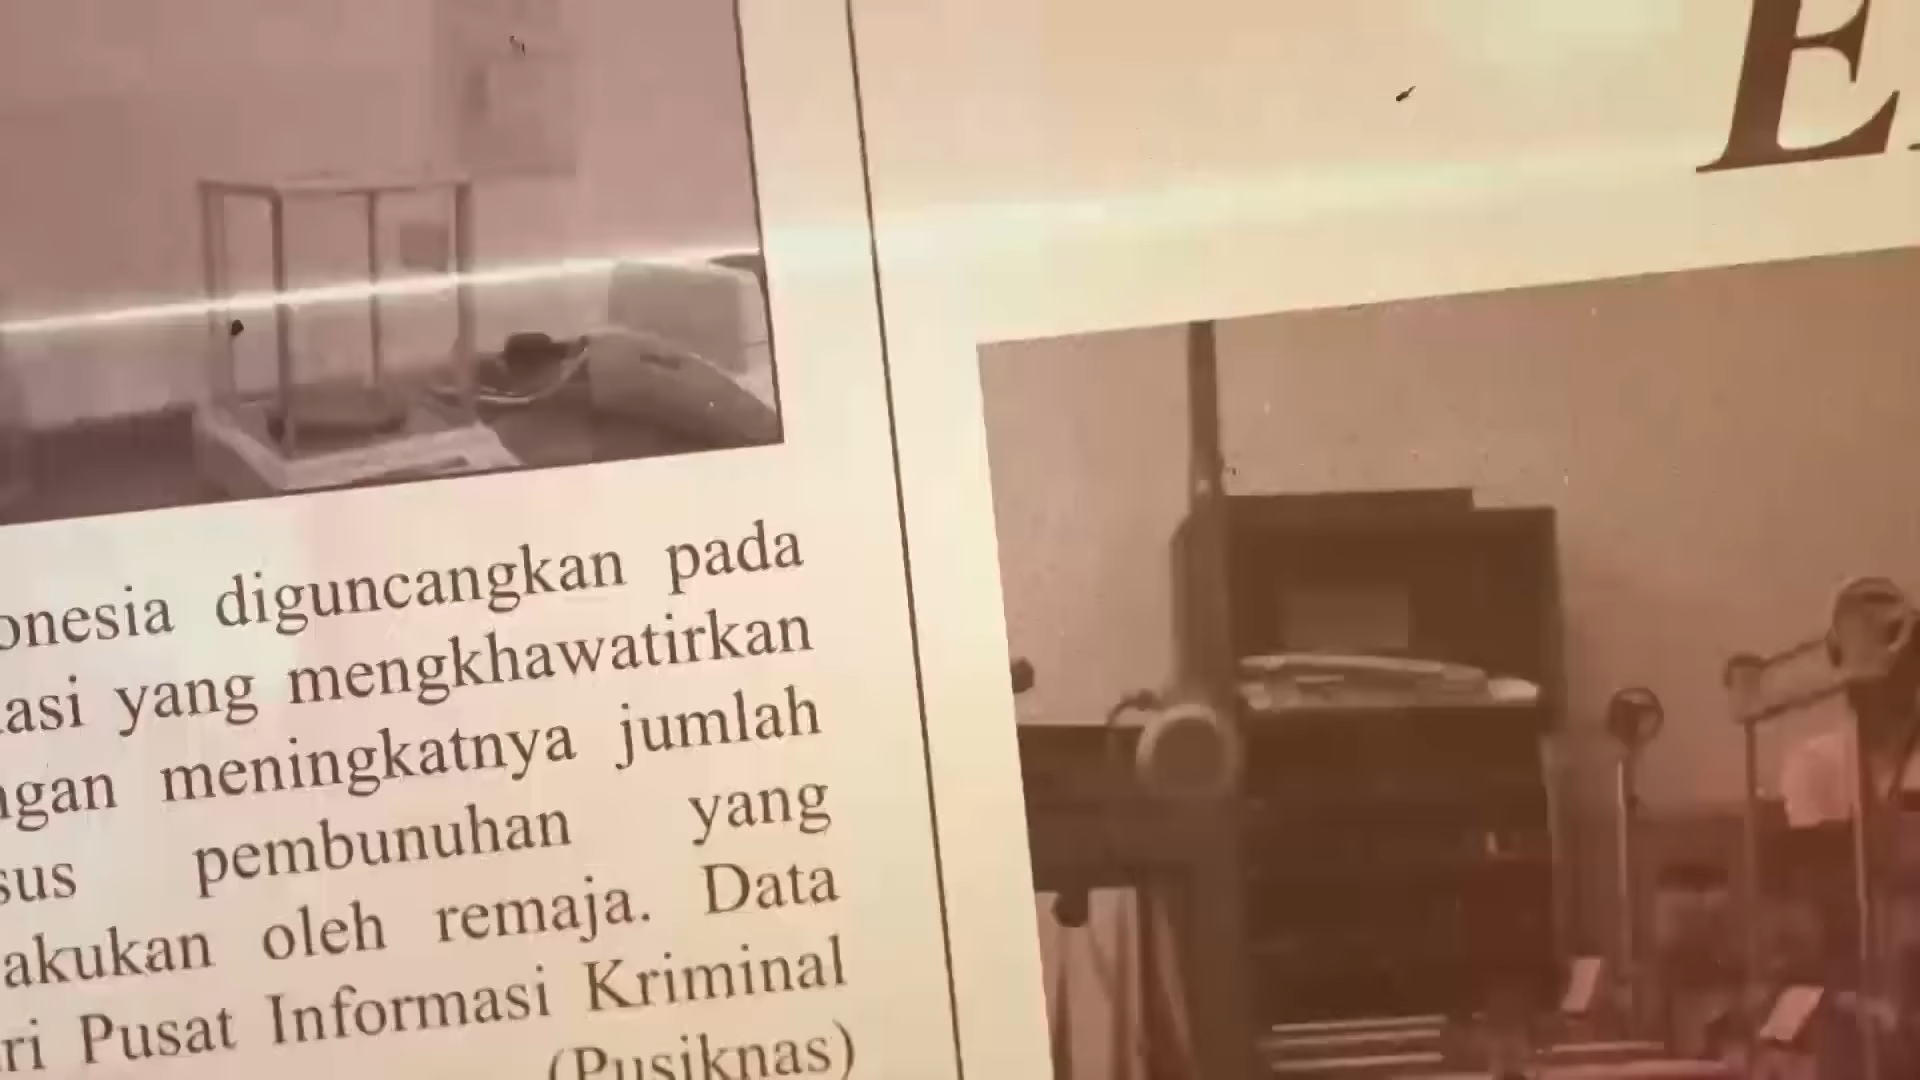 onesia diguncangkan pada
asi yang mengkhawatirkan
ngan meningkatnya jumlah
sus pembunuhan yang
akukan oleh remaja. Data
ri Pusat Informasi Kriminal
(Pusiknas)
E